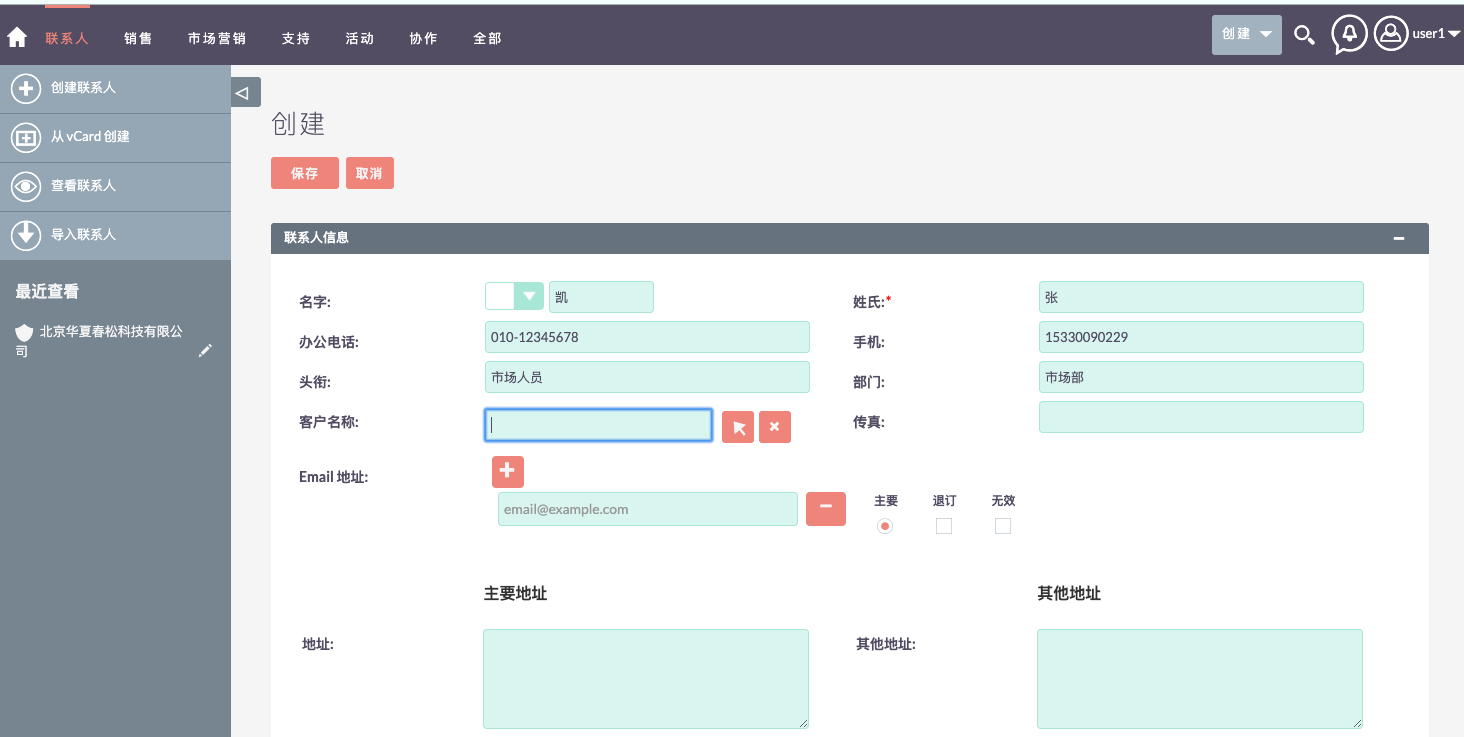 联系人 销售 市场营销 支持 活动 协作 全部 创建 user1
创建联系人
从 vCard 创建
查看联系人
导入联系人
最近查看
北京华夏春松科技有限公
司
创建
保存 取消
联系人信息
名字: 凯 姓氏:* 张
办公电话: 010-12345678 手机: 15330090229
头衔: 市场人员 部门: 市场部
客户名称: 传真:
Email 地址:
email@example.com 主要 退订 无效
主要地址 其他地址
地址: 其他地址: